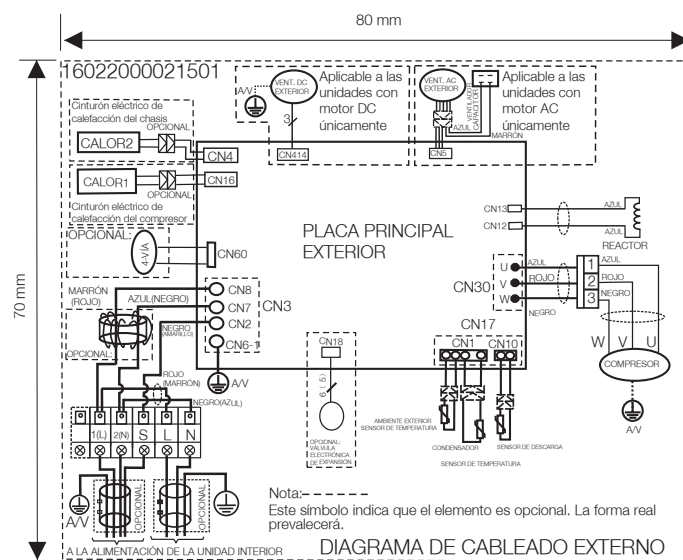 80 mm
70 mm
16022000021501
Cinturón eléctrico de
calefacción del chasis
OPCIONAL
CALOR2
CN4
CALOR1
CN16
OPCIONAL
Cinturón eléctrico de
calefacción del compresor
OPCIONAL:
4-VÍA
CN60
A/V
VENT. DC
EXTERIOR
3
CN414
Aplicable a las
unidades con
motor DC
únicamente
VENT. AC
EXTERIOR
VENTILADOR
CAPACITOR
AZUL
MARRÓN
CN5
Aplicable a las
unidades con
motor AC
únicamente
PLACA PRINCIPAL
EXTERIOR
CN13
CN12
AZUL
AZUL
REACTOR
CN30
U
V
W
AZUL
ROJO
NEGRO
1
2
3
AZUL
ROJO
NEGRO
W V U
COMPRESOR
A/V
MARRÓN
(ROJO)
AZUL(NEGRO)
NEGRO
(AMARILLO)
OPCIONAL:
CN8
CN7
CN2
CN6-1
CN3
A/V
ROJO
(MARRÓN)
NEGRO(AZUL)
1(L)
2(N)
S
L
N
A/V
OPCIONAL
OPCIONAL
A LA ALIMENTACIÓN DE LA UNIDAD INTERIOR
CN18
6 (5)
OPCIONAL:
VÁLVULA
ELECTRÓNICA
DE EXPANSIÓN
CN17
CN1
CN10
AMBIENTE EXTERIOR
SENSOR DE TEMPERATURA
CONDENSADOR
SENSOR DE TEMPERATURA
SENSOR DE DESCARGA
Nota:
Este símbolo indica que el elemento es opcional. La forma real
prevalecerá.
DIAGRAMA DE CABLEADO EXTERNO